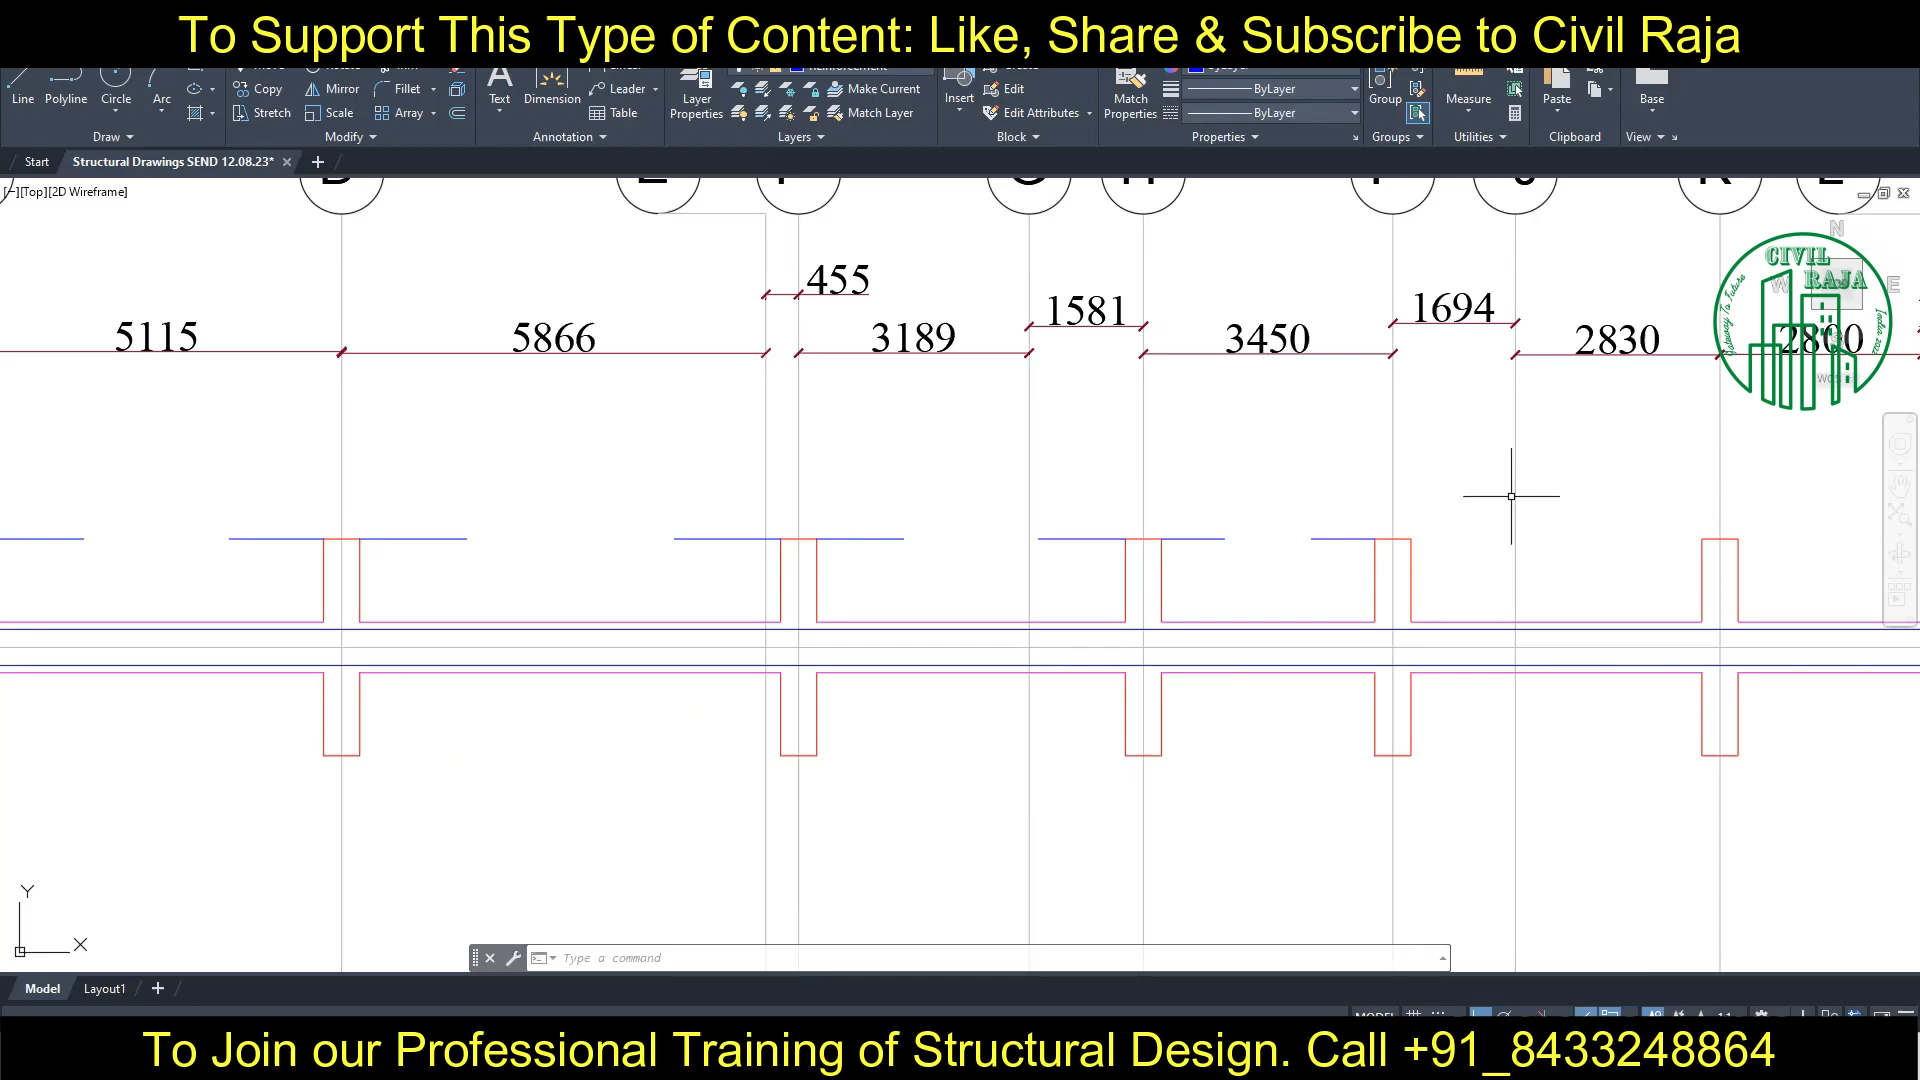 To Support This Type of Content: Like, Share & Subscribe to Civil Raja
Line
Polyline
Circle
Arc
Copy
Mirror
Fillet
Stretch
Scale
Array
Text
Dimension
Leader
Table
Layer Properties
Make Current
Match Layer
Insert
Edit
Edit Attributes
Match Properties
ByLayer
ByLayer
Group
Measure
Paste
Base
Draw
Modify
Annotation
Layers
Block
Properties
Groups
Utilities
Clipboard
View
Start
Structural Drawings SEND 12.08.23*
[−][Top][2D Wireframe]
N
W
E
CIVIL
RAJA
455
1581
1694
5115
5866
3189
3450
2830
2800
Y
X
Type a command
Model
Layout1
To Join our Professional Training of Structural Design. Call +91_8433248864